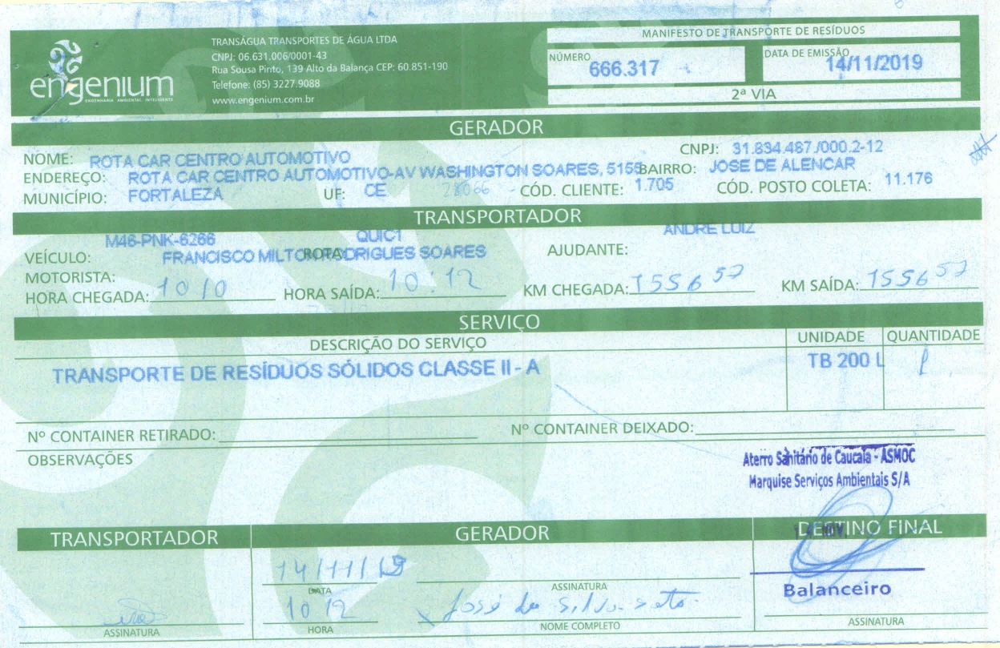 engenium
ENGENHARIA AMBIENTAL INTELIGENTE
TRANSÁGUA TRANSPORTES DE ÁGUA LTDA
CNPJ: 06.631.006/0001-43
Rua Sousa Pinto, 139 Alto da Balança CEP: 60.851-190
Telefone: (85) 3227.9088
www.engenium.com.br
MANIFESTO DE TRANSPORTE DE RESÍDUOS
NÚMERO 666.317 DATA DE EMISSÃO 14/11/2019
2ª VIA
GERADOR
NOME: ROTA CAR CENTRO AUTOMOTIVO CNPJ: 31.834.487./000.2-12
ENDEREÇO: ROTA CAR CENTRO AUTOMOTIVO-AV WASHINGTON SOARES, 5155 BAIRRO: JOSE DE ALENCAR
MUNICÍPIO: FORTALEZA UF: CE 28066 CÓD. CLIENTE: 1.705 CÓD. POSTO COLETA: 11.176
TRANSPORTADOR
VEÍCULO: M46-PNK-6266 ROTA: QUIC1 AJUDANTE: ANDRE LUIZ
MOTORISTA: FRANCISCO MILTON RODRIGUES SOARES
HORA CHEGADA: 10 10 HORA SAÍDA: 10:12 KM CHEGADA: 155657 KM SAÍDA: 155657
SERVIÇO
DESCRIÇÃO DO SERVIÇO UNIDADE QUANTIDADE
TRANSPORTE DE RESÍDUOS SÓLIDOS CLASSE II - A TB 200 L
Nº CONTAINER RETIRADO: Nº CONTAINER DEIXADO:
OBSERVAÇÕES
Aterro Sanitário de Caucaia - ASMOC
Marquise Serviços Ambientais S/A
TRANSPORTADOR GERADOR DESTINO FINAL
NOV
14/11/19
DATA ASSINATURA
Balanceiro
10 12 José da Silva
ASSINATURA HORA NOME COMPLETO ASSINATURA